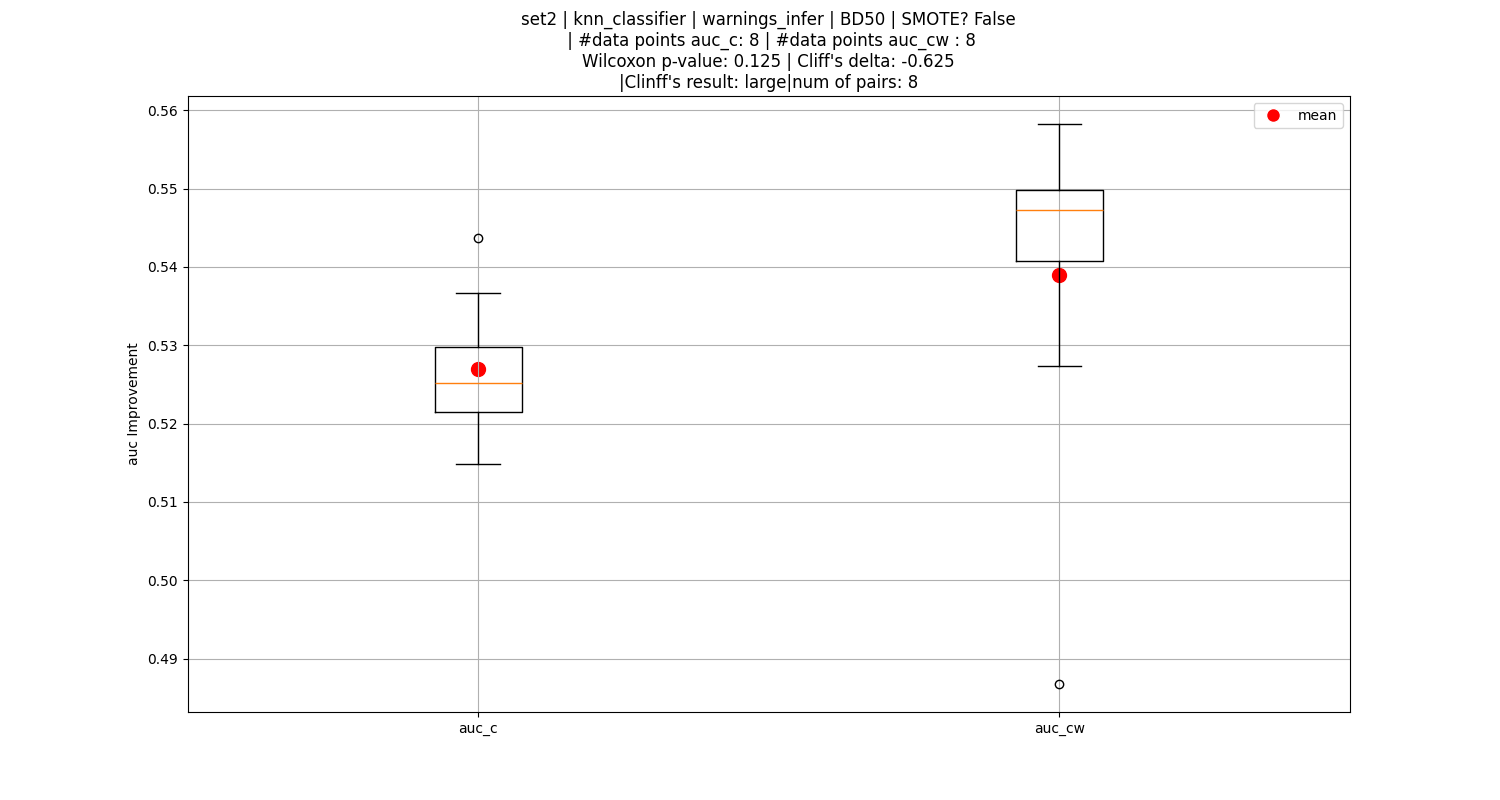 set2 | knn_classifier | warnings_infer | BD50 | SMOTE? False
| #data points auc_c: 8 | #data points auc_cw : 8
Wilcoxon p-value: 0.125 | Cliff's delta: -0.625
|Clinff's result: large|num of pairs: 8
mean
auc Improvement
0.56
0.55
0.54
0.53
0.52
0.51
0.50
0.49
auc_c
auc_cw